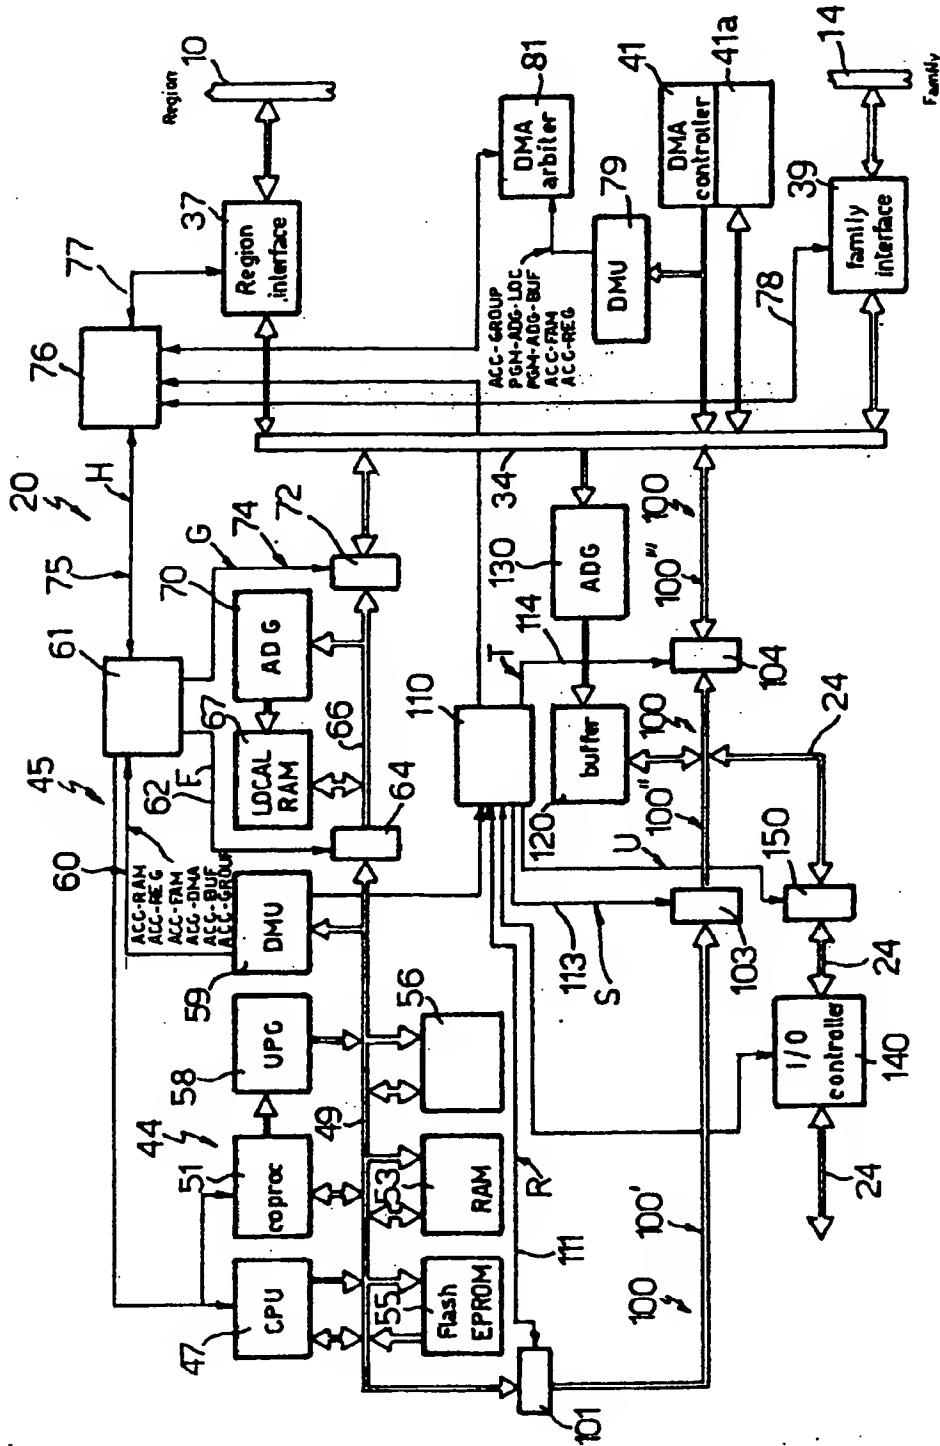 Region
10
37
Region
interface
77
76
H
20
75
61
G
74
72
70
ADG
67
LOCAL
RAM
66
62
E
64
45
60
ACC-RAM
ACC-REG
ACC-FAM
ACC-DMA
ACC-BUF
ACC-GROUP
DMU
59
UPG
58
44
51
coproc
CPU
47
49
56
53
RAM
55
Flash
EPROM
101
DMA
arbiter
81
ACC-GROUP
PGM-ADG-LOC
PGM-ADG-BUF
ACC-FAM
ACC-REG
DMU
79
DMA
controller
41
41a
14
Family
39
family
interface
78
34
130
ADG
114
T
110
buffer
120
104
100
100'''
100
100''
24
U
150
113
S
103
24
I/O
controller
140
24
R
111
100'
100